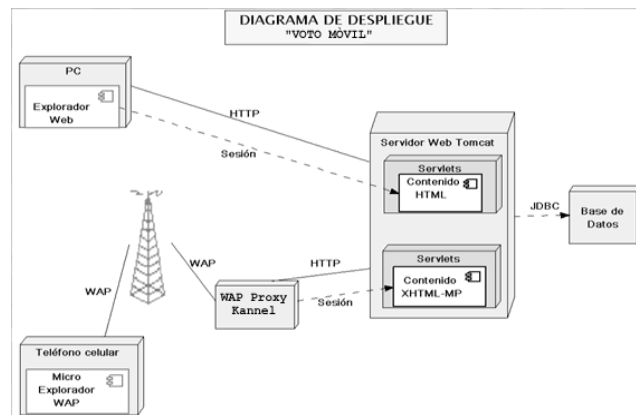 DIAGRAMA DE DESPLIEGUE
"VOTO MÒVIL"
PC
Explorador
Web
HTTP
Sesión
Servidor Web Tomcat
Servlets
Contenido
HTML
JDBC
Base de
Datos
WAP
WAP
HTTP
Servlets
Contenido
XHTML-MP
WAP Proxy
Kannel
Sesión
Teléfono celular
Micro
Explorador
WAP